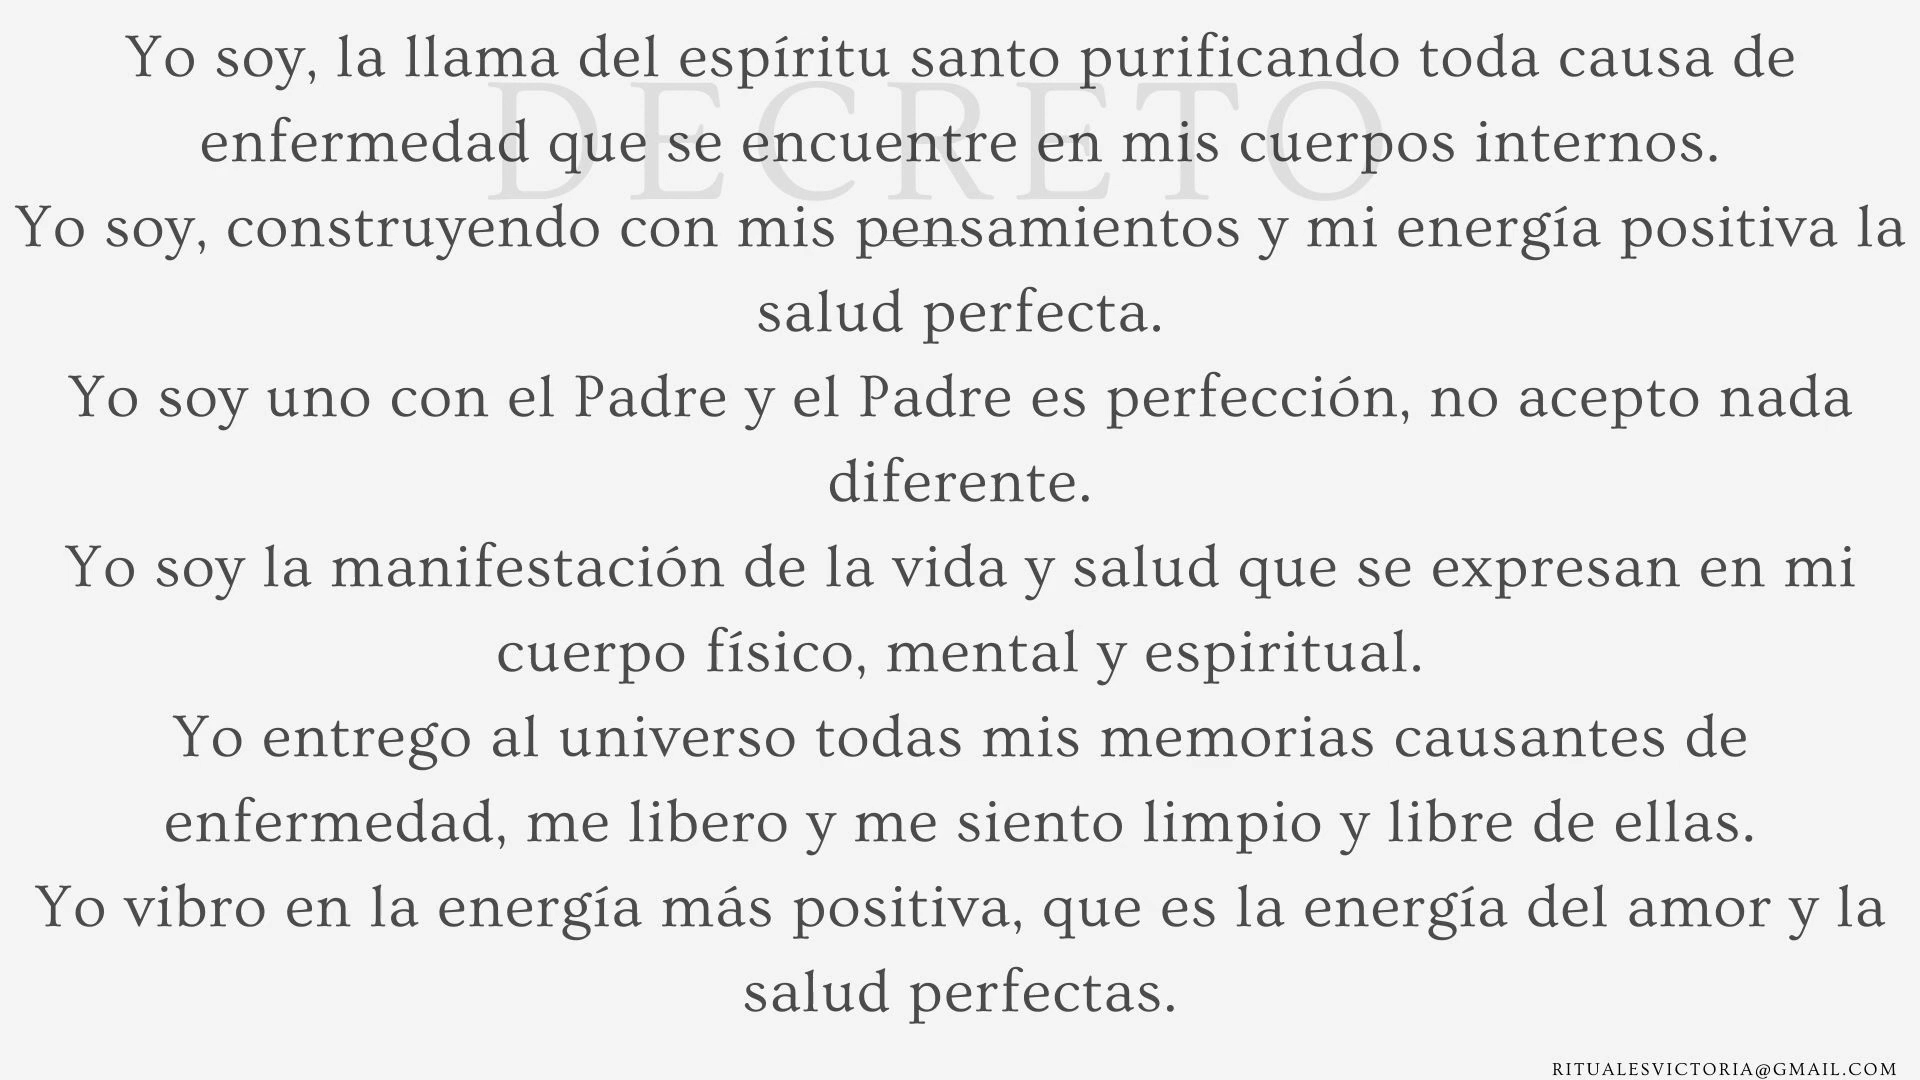 DECRETO
Yo soy, la llama del espíritu santo purificando toda causa de
enfermedad que se encuentre en mis cuerpos internos.
Yo soy, construyendo con mis pensamientos y mi energía positiva la
salud perfecta.
Yo soy uno con el Padre y el Padre es perfección, no acepto nada
diferente.
Yo soy la manifestación de la vida y salud que se expresan en mi
cuerpo físico, mental y espiritual.
Yo entrego al universo todas mis memorias causantes de
enfermedad, me libero y me siento limpio y libre de ellas.
Yo vibro en la energía más positiva, que es la energía del amor y la
salud perfectas.
RITUALESVICTORIA@GMAIL.COM